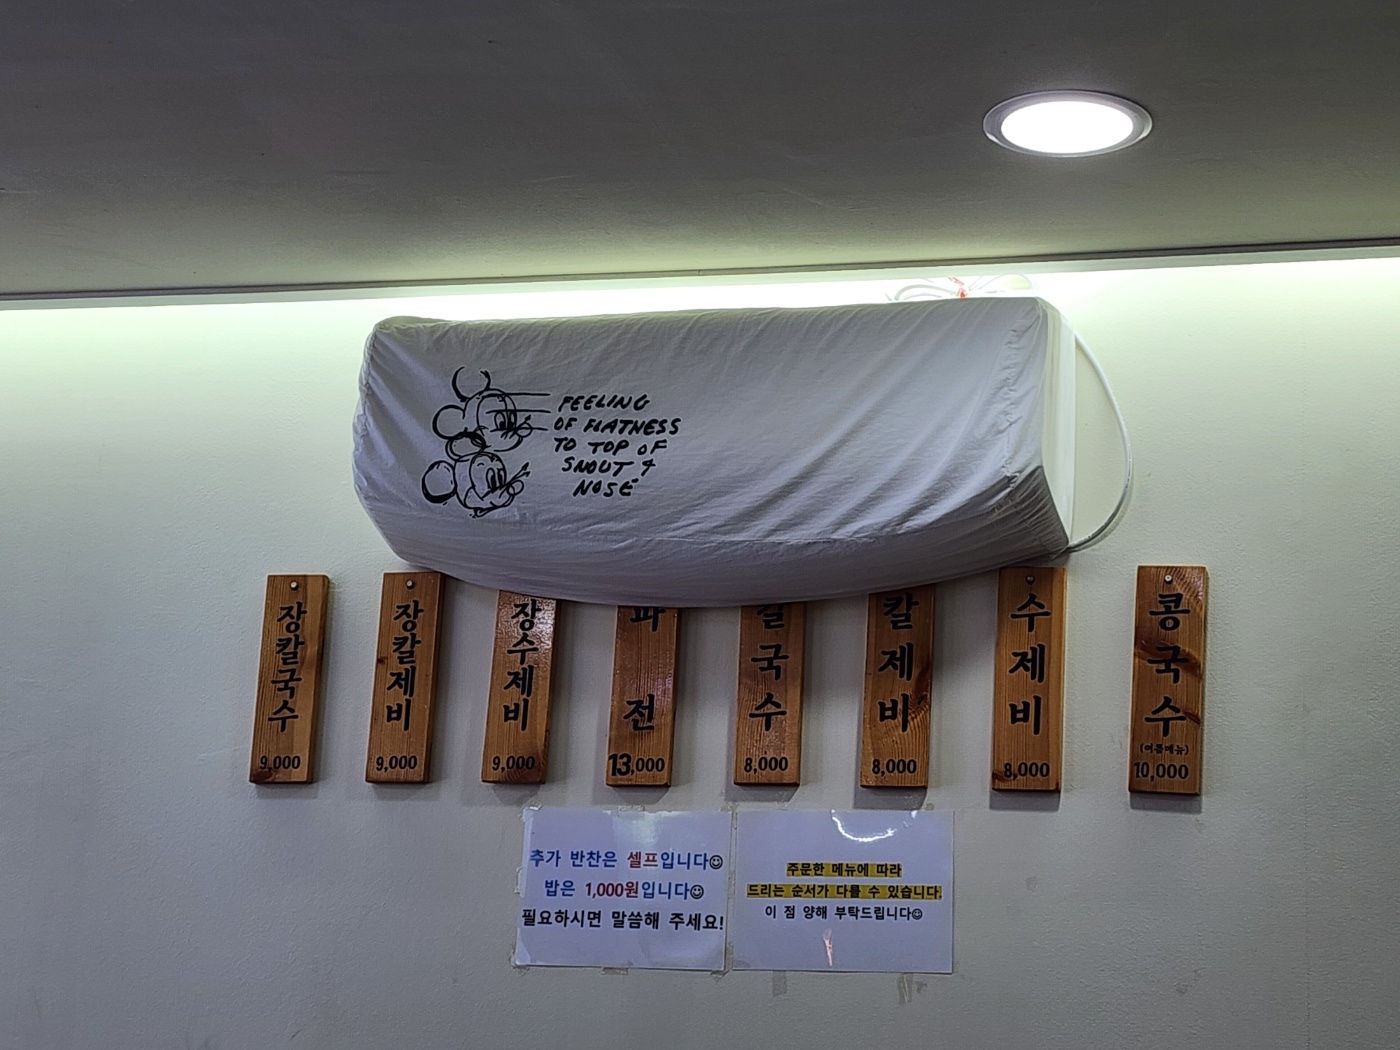 FEELING
OF FLATNESS
TO TOP OF
SNOUT &
NOSE
장칼국수
9,000
장칼제비
9,000
장수제비
9,000
파전
13,000
칼국수
8,000
칼제비
8,000
수제비
8,000
콩국수
(여름메뉴)
10,000
추가 반찬은 셀프입니다☺
밥은 1,000원입니다☺
필요하시면 말씀해 주세요!
주문한 메뉴에 따라
드리는 순서가 다를 수 있습니다.
이 점 양해 부탁드립니다☺